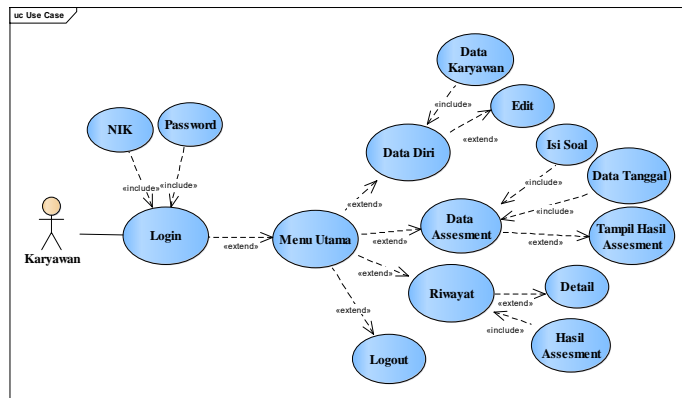 uc Use Case
Data
Karyawan
«include»
Edit
NIK
Password
Data Diri
«extend»
Isi Soal
«include»
«include»
«extend»
«include»
Data Tanggal
Karyawan
Login
«extend»
Menu Utama
«extend»
Data
Assesment
«include»
«extend»
Tampil Hasil
Assesment
«extend»
Riwayat
«extend»
Detail
«extend»
«include»
Logout
Hasil
Assesment